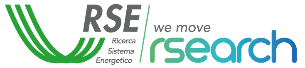 RSE
Ricerca
Sistema
Energetico
we move
rsearch